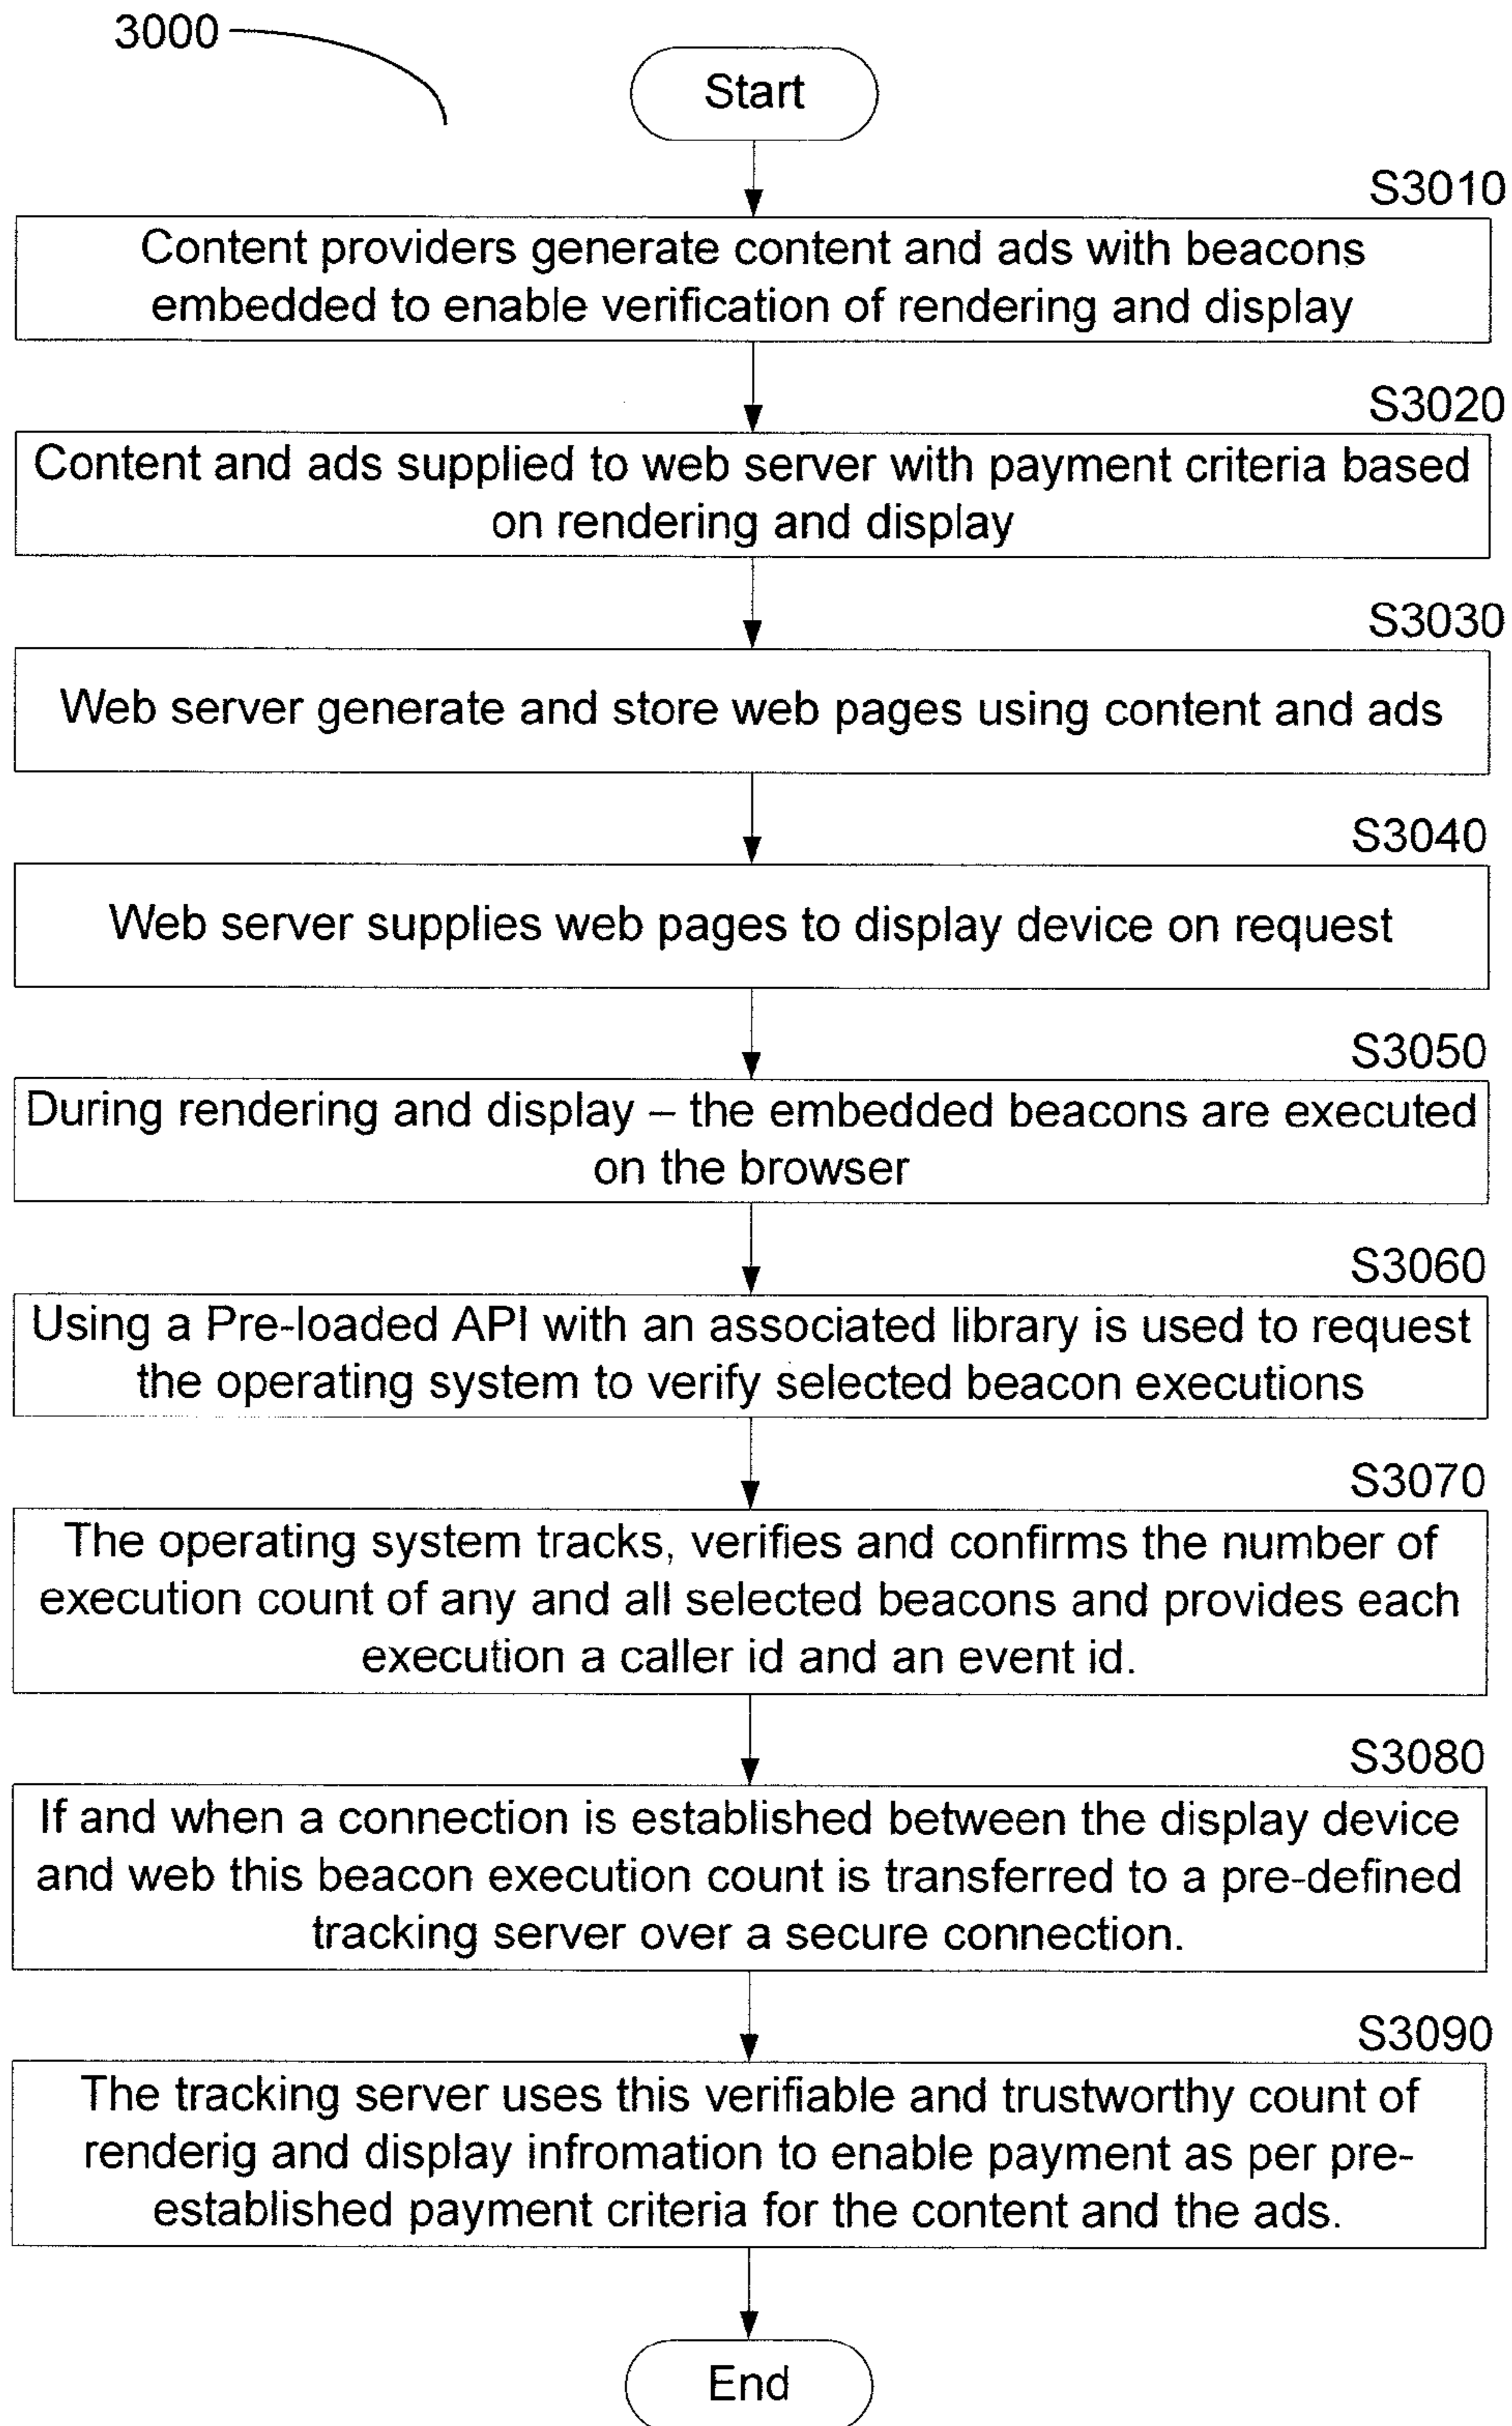 3000
Start
S3010
Content providers generate content and ads with beacons
embedded to enable verification of rendering and display
S3020
Content and ads supplied to web server with payment criteria based
on rendering and display
S3030
Web server generate and store web pages using content and ads
S3040
Web server supplies web pages to display device on request
S3050
During rendering and display – the embedded beacons are executed
on the browser
S3060
Using a Pre-loaded API with an associated library is used to request
the operating system to verify selected beacon executions
S3070
The operating system tracks, verifies and confirms the number of
execution count of any and all selected beacons and provides each
execution a caller id and an event id.
S3080
If and when a connection is established between the display device
and web this beacon execution count is transferred to a pre-defined
tracking server over a secure connection.
S3090
The tracking server uses this verifiable and trustworthy count of
renderig and display infromation to enable payment as per pre-
established payment criteria for the content and the ads.
End